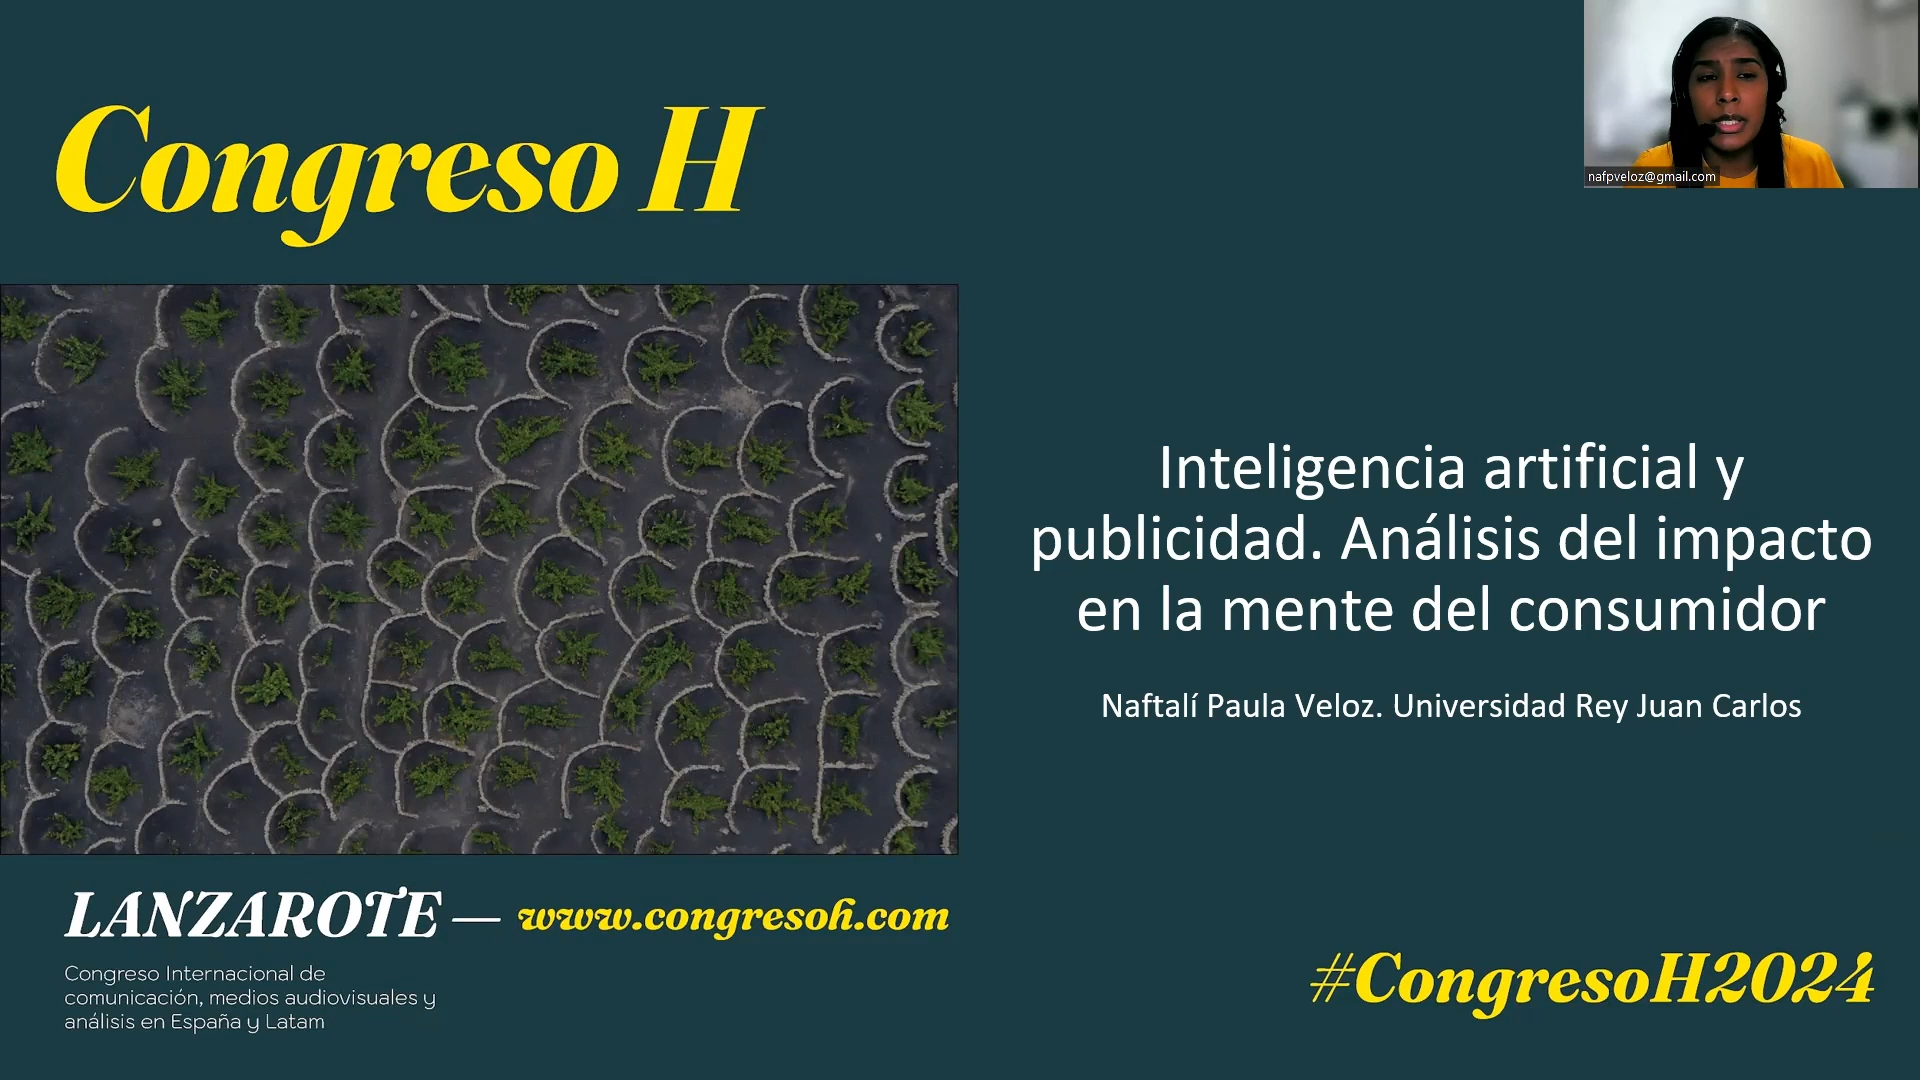 Congreso H
nafpveloz@gmail.com
Inteligencia artificial y
publicidad. Análisis del impacto
en la mente del consumidor
Naftalí Paula Veloz. Universidad Rey Juan Carlos
LANZAROTE — www.congresoh.com
Congreso Internacional de
comunicación, medios audiovisuales y
análisis en España y Latam
#CongresoH2024